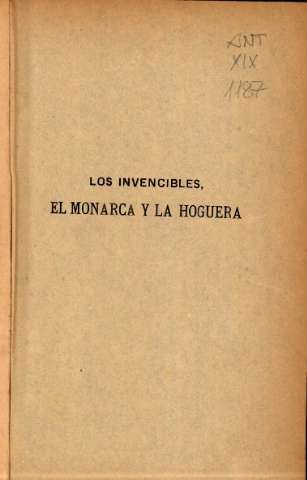 ANT
XIX
1187
LOS INVENCIBLES,
EL MONARCA Y LA HOGUERA